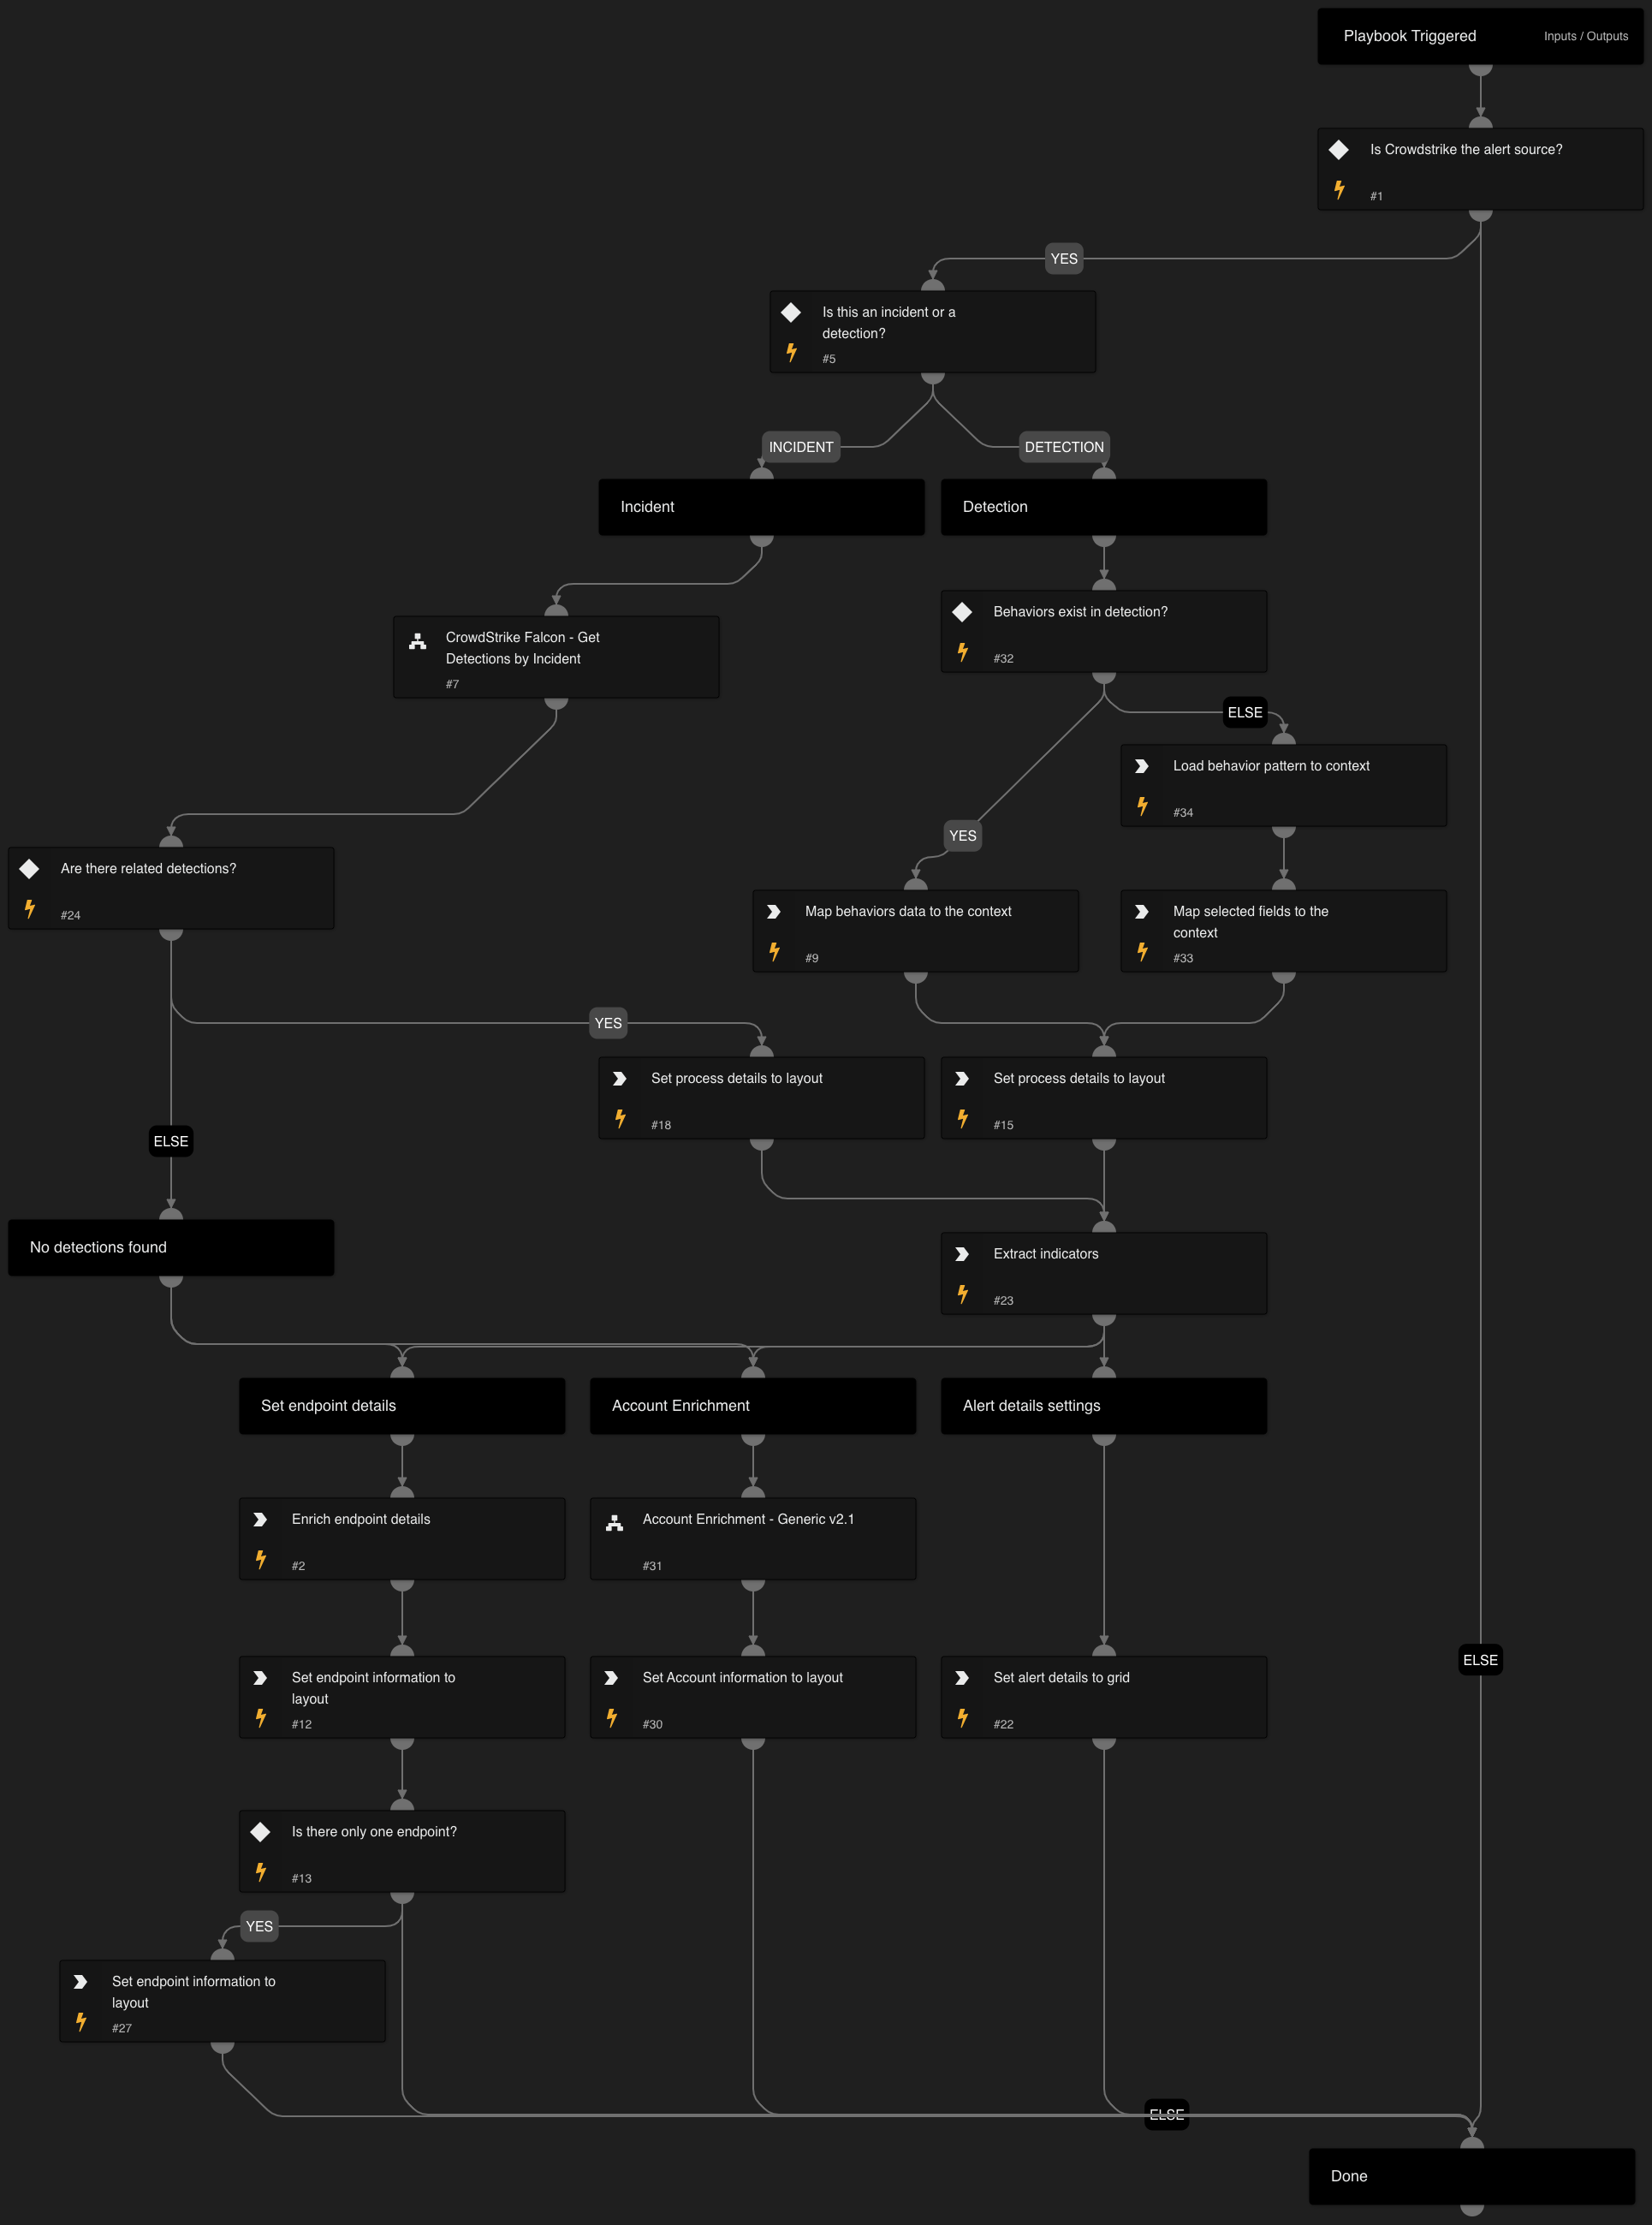 Playbook Triggered
Inputs / Outputs
Is Crowdstrike the alert source?
#1
YES
Is this an incident or a
detection?
#5
INCIDENT
DETECTION
Incident
Detection
Behaviors exist in detection?
#32
CrowdStrike Falcon - Get
Detections by Incident
#7
ELSE
Load behavior pattern to context
#34
YES
Are there related detections?
#24
Map behaviors data to the context
#9
Map selected fields to the
context
#33
YES
Set process details to layout
#18
Set process details to layout
#15
ELSE
No detections found
Extract indicators
#23
Set endpoint details
Account Enrichment
Alert details settings
Enrich endpoint details
#2
Account Enrichment - Generic v2.1
#31
Set endpoint information to
layout
#12
Set Account information to layout
#30
Set alert details to grid
#22
ELSE
Is there only one endpoint?
#13
YES
Set endpoint information to
layout
#27
ELSE
Done